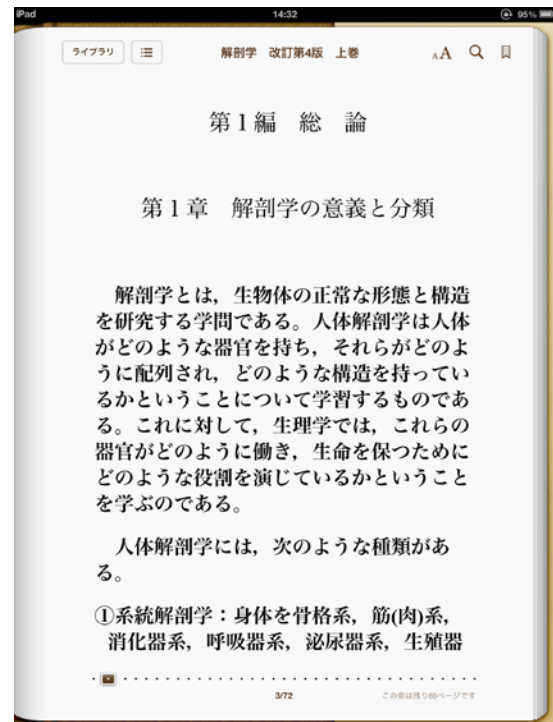 iPad 14:32 95%
ライブラリ 解剖学 改訂第4版 上巻 AA
第1編 総 論
第1章 解剖学の意義と分類
解剖学とは，生物体の正常な形態と構造
を研究する学問である。人体解剖学は人体
がどのような器官を持ち，それらがどのよ
うに配列され，どのような構造を持ってい
るかということについて学習するものであ
る。これに対して，生理学では，これらの
器官がどのように働き，生命を保つために
どのような役割を演じているかということ
を学ぶのである。
人体解剖学には，次のような種類があ
る。
①系統解剖学：身体を骨格系，筋(肉)系，
消化器系，呼吸器系，泌尿器系，生殖器
3/72 この章は残り69ページです